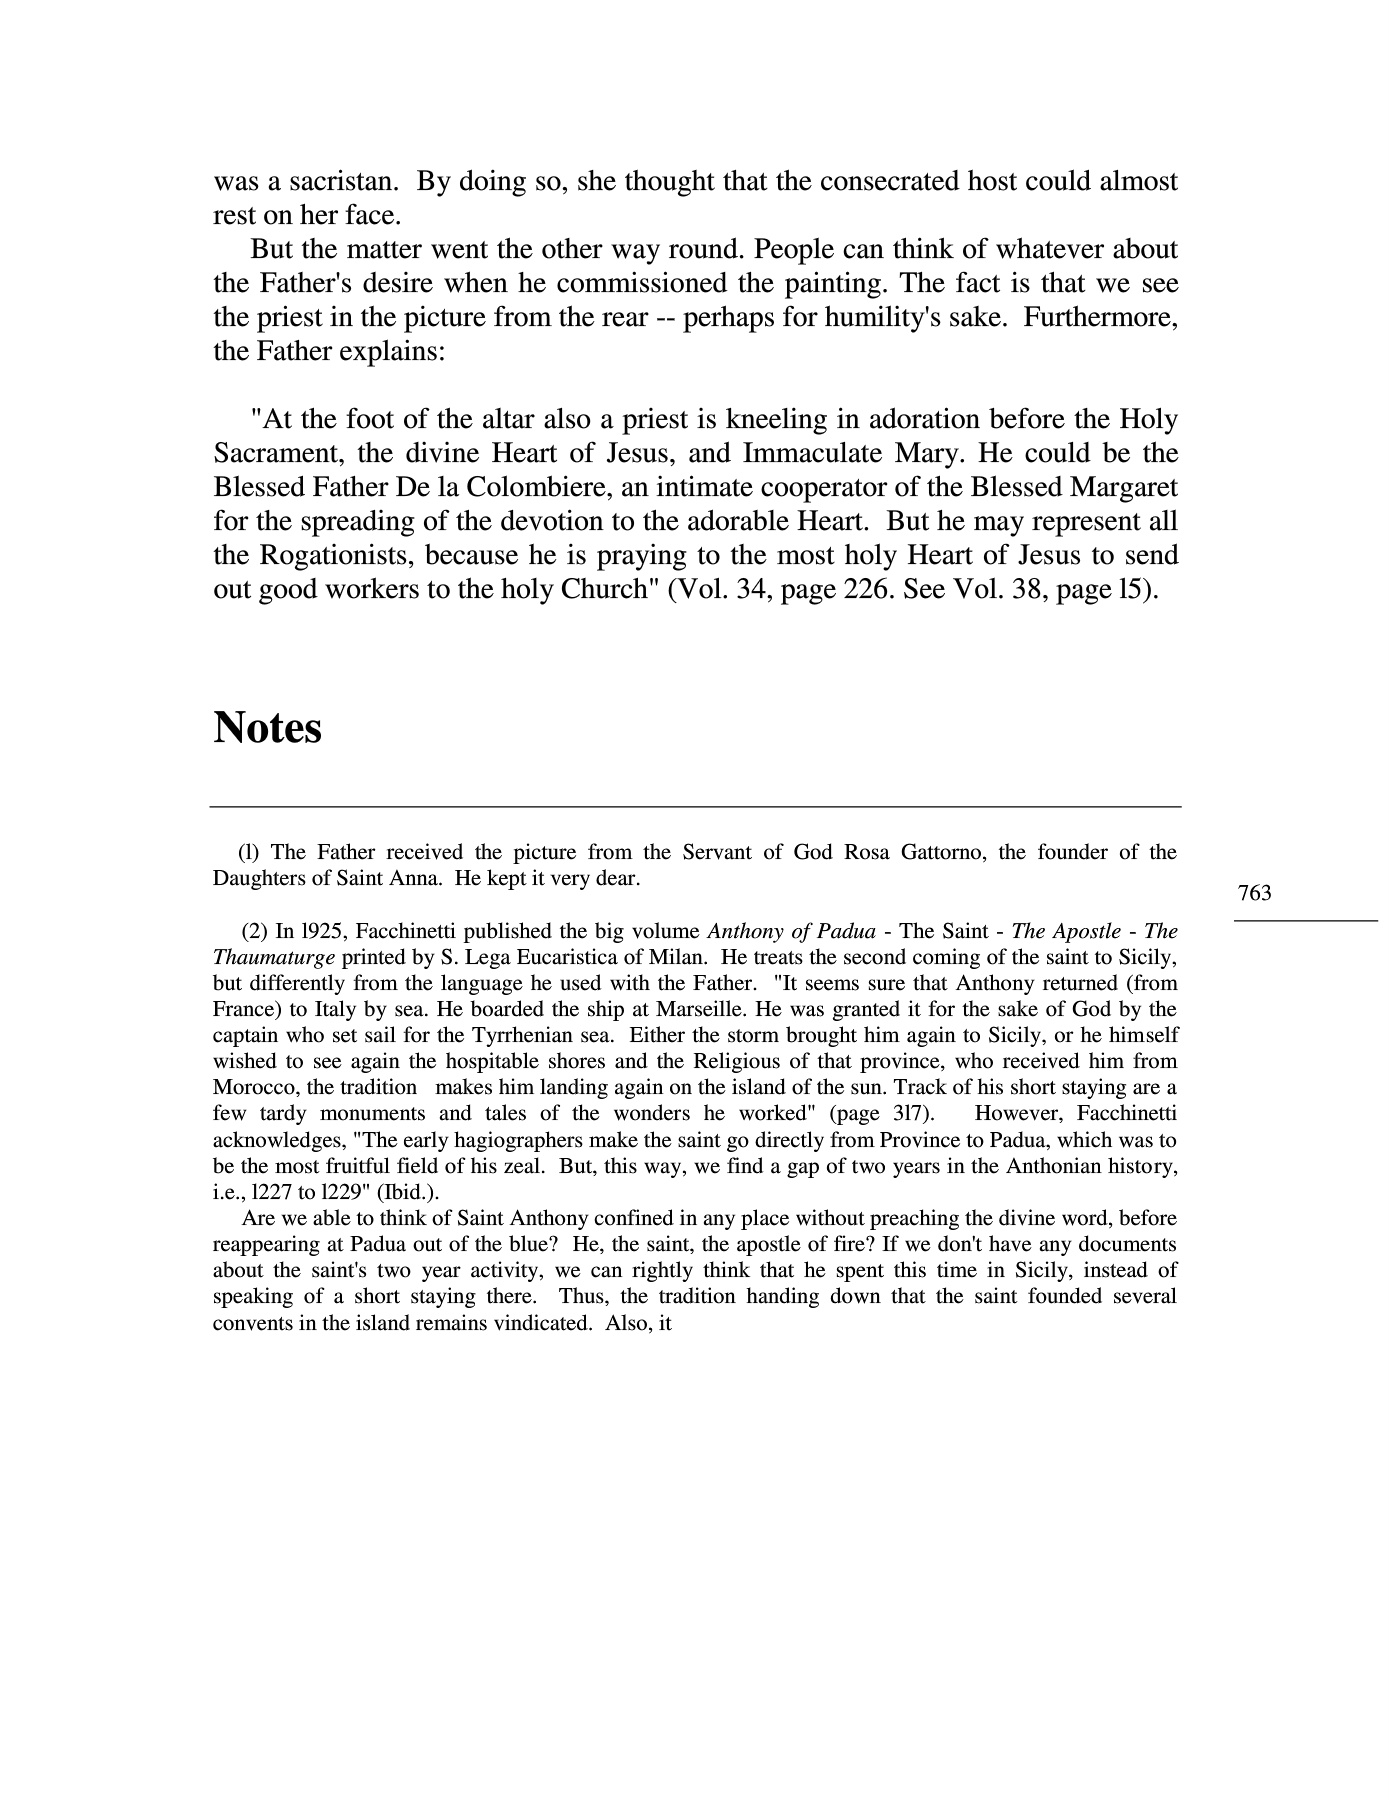 was a sacristan.  By doing so, she thought that the consecrated host could almost
rest on her face.
But the matter went the other way round. People can think of whatever about
the Father's desire when he commissioned the painting. The fact is that we see
the priest in the picture from the rear -- perhaps for humility's sake.  Furthermore,
the Father explains:
"At the foot of the altar also a priest is kneeling in adoration before the Holy
Sacrament, the divine Heart of Jesus, and Immaculate Mary. He could be the
Blessed Father De la Colombiere, an intimate cooperator of the Blessed Margaret
for the spreading of the devotion to the adorable Heart.  But he may represent all
the Rogationists, because he is praying to the most holy Heart of Jesus to send
out good workers to the holy Church" (Vol. 34, page 226. See Vol. 38, page l5).
Notes
(l) The Father received the picture from the Servant of God Rosa Gattorno, the founder of the
Daughters of Saint Anna.  He kept it very dear.
763
(2) In l925, Facchinetti published the big volume Anthony of Padua - The Saint - The Apostle - The
Thaumaturge printed by S. Lega Eucaristica of Milan.  He treats the second coming of the saint to Sicily,
but differently from the language he used with the Father.  "It seems sure that Anthony returned (from
France) to Italy by sea. He boarded the ship at Marseille. He was granted it for the sake of God by the
captain who set sail for the Tyrrhenian sea.  Either the storm brought him again to Sicily, or he himself
wished to see again the hospitable shores and the Religious of that province, who received him from
Morocco, the tradition  makes him landing again on the island of the sun. Track of his short staying are a
few tardy monuments and tales of the wonders he worked" (page 3l7).  However, Facchinetti
acknowledges, "The early hagiographers make the saint go directly from Province to Padua, which was to
be the most fruitful field of his zeal.  But, this way, we find a gap of two years in the Anthonian history,
i.e., l227 to l229" (Ibid.).
Are we able to think of Saint Anthony confined in any place without preaching the divine word, before
reappearing at Padua out of the blue?  He, the saint, the apostle of fire? If we don't have any documents
about the saint's two year activity, we can rightly think that he spent this time in Sicily, instead of
speaking of a short staying there.  Thus, the tradition handing down that the saint founded several
convents in the island remains vindicated.  Also, it